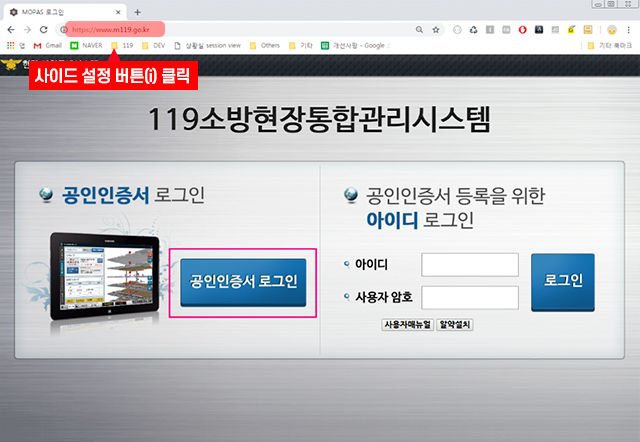 MOPAS 로그인
https://www.m119.go.kr
앱 Gmail NAVER 119 DEV 상황실 session view Others 기타 개선사랑 - Google : 기타 북마크
사이드 설정 버튼(i) 클릭
119소방현장통합관리시스템
공인인증서 로그인
공인인증서 로그인
공인인증서 등록을 위한
아이디 로그인
아이디
사용자 암호
로그인
사용자매뉴얼 알약설치